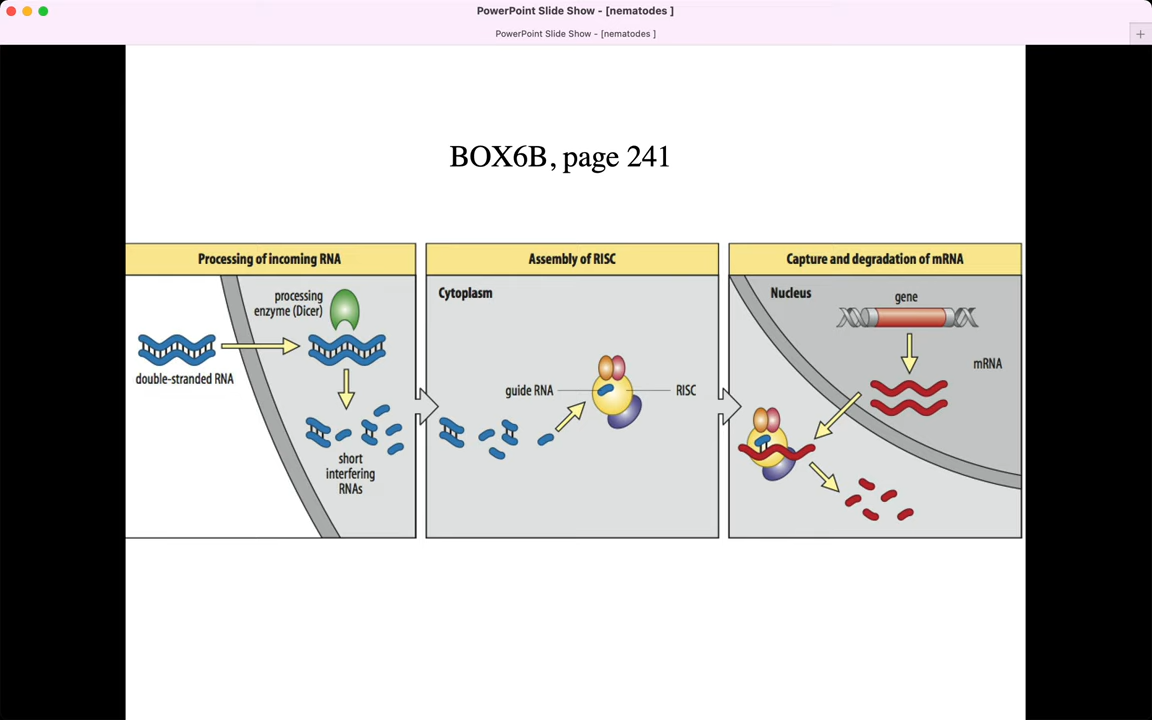 PowerPoint Slide Show - [nematodes ]
PowerPoint Slide Show - [nematodes ]
BOX6B, page 241
Processing of incoming RNA
processing
enzyme (Dicer)
double-stranded RNA
short
interfering
RNAs
Assembly of RISC
Cytoplasm
guide RNA
RISC
Capture and degradation of mRNA
Nucleus
gene
mRNA